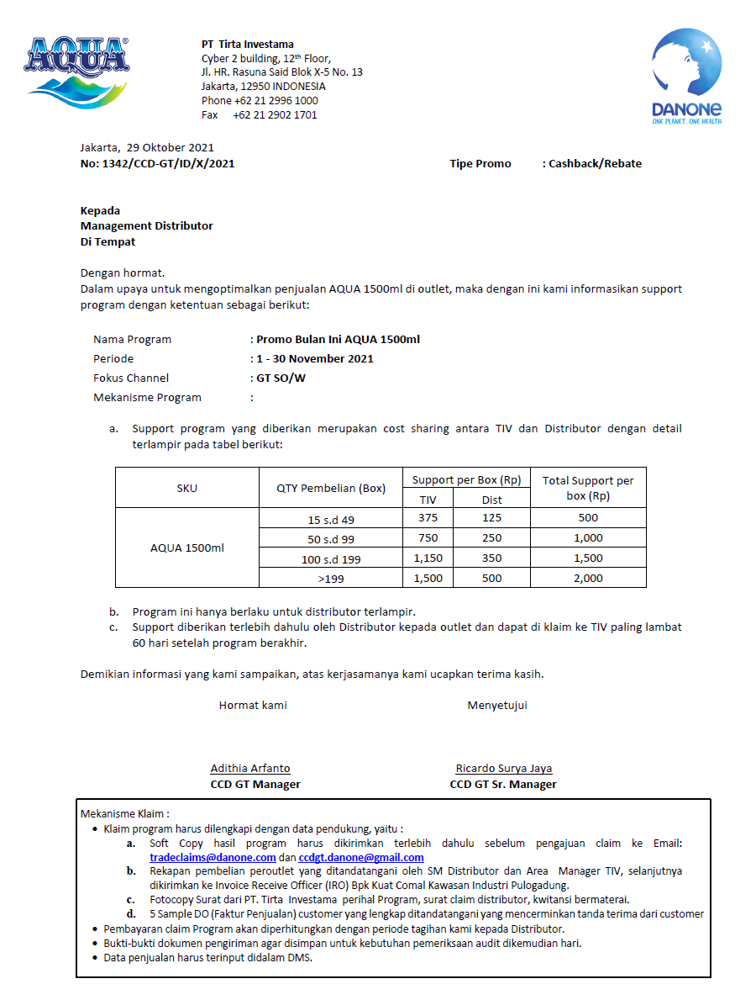 AQUA®
PT Tirta Investama
Cyber 2 building, 12th Floor,
Jl. HR. Rasuna Said Blok X-5 No. 13
Jakarta, 12950 INDONESIA
Phone +62 21 2996 1000
Fax +62 21 2902 1701
DANONE
ONE PLANET. ONE HEALTH
Jakarta, 29 Oktober 2021
No: 1342/CCD-GT/ID/X/2021 Tipe Promo : Cashback/Rebate
Kepada
Management Distributor
Di Tempat
Dengan hormat.
Dalam upaya untuk mengoptimalkan penjualan AQUA 1500ml di outlet, maka dengan ini kami informasikan support
program dengan ketentuan sebagai berikut:
Nama Program : Promo Bulan Ini AQUA 1500ml
Periode : 1 - 30 November 2021
Fokus Channel : GT SO/W
Mekanisme Program :
a. Support program yang diberikan merupakan cost sharing antara TIV dan Distributor dengan detail
terlampir pada tabel berikut:
SKU QTY Pembelian (Box) Support per Box (Rp) Total Support per box (Rp)
TIV Dist
AQUA 1500ml
15 s.d 49 375 125 500
50 s.d 99 750 250 1,000
100 s.d 199 1,150 350 1,500
>199 1,500 500 2,000
b. Program ini hanya berlaku untuk distributor terlampir.
c. Support diberikan terlebih dahulu oleh Distributor kepada outlet dan dapat di klaim ke TIV paling lambat
60 hari setelah program berakhir.
Demikian informasi yang kami sampaikan, atas kerjasamanya kami ucapkan terima kasih.
Hormat kami Menyetujui
Adithia Arfanto Ricardo Surya Jaya
CCD GT Manager CCD GT Sr. Manager
Mekanisme Klaim :
• Klaim program harus dilengkapi dengan data pendukung, yaitu :
a. Soft Copy hasil program harus dikirimkan terlebih dahulu sebelum pengajuan claim ke Email:
tradeclaims@danone.com dan ccdgt.danone@gmail.com
b. Rekapan pembelian peroutlet yang ditandatangani oleh SM Distributor dan Area Manager TIV, selanjutnya
dikirimkan ke Invoice Receive Officer (IRO) Bpk Kuat Comal Kawasan Industri Pulogadung.
c. Fotocopy Surat dari PT. Tirta Investama perihal Program, surat claim distributor, kwitansi bermaterai.
d. 5 Sample DO (Faktur Penjualan) customer yang lengkap ditandatangani yang mencerminkan tanda terima dari customer
• Pembayaran claim Program akan diperhitungkan dengan periode tagihan kami kepada Distributor.
• Bukti-bukti dokumen pengiriman agar disimpan untuk kebutuhan pemeriksaan audit dikemudian hari.
• Data penjualan harus terinput didalam DMS.